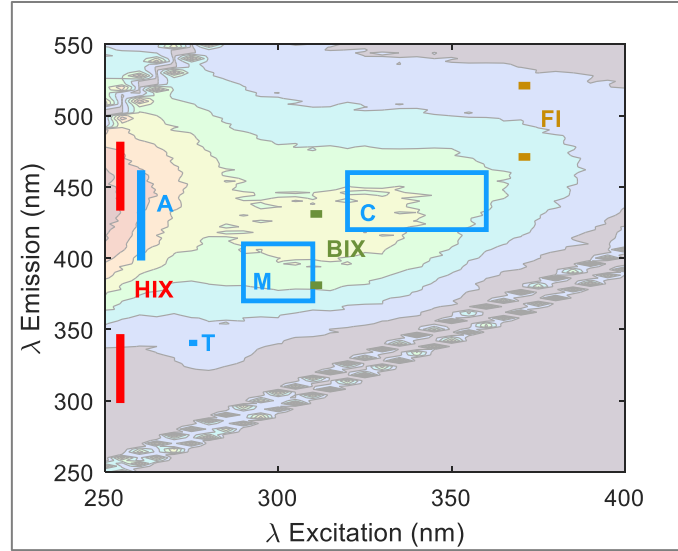 550
500
450
400
350
300
250
λ Emission (nm)
FI
A
C
BIX
M
HIX
T
250
300
350
400
λ Excitation (nm)